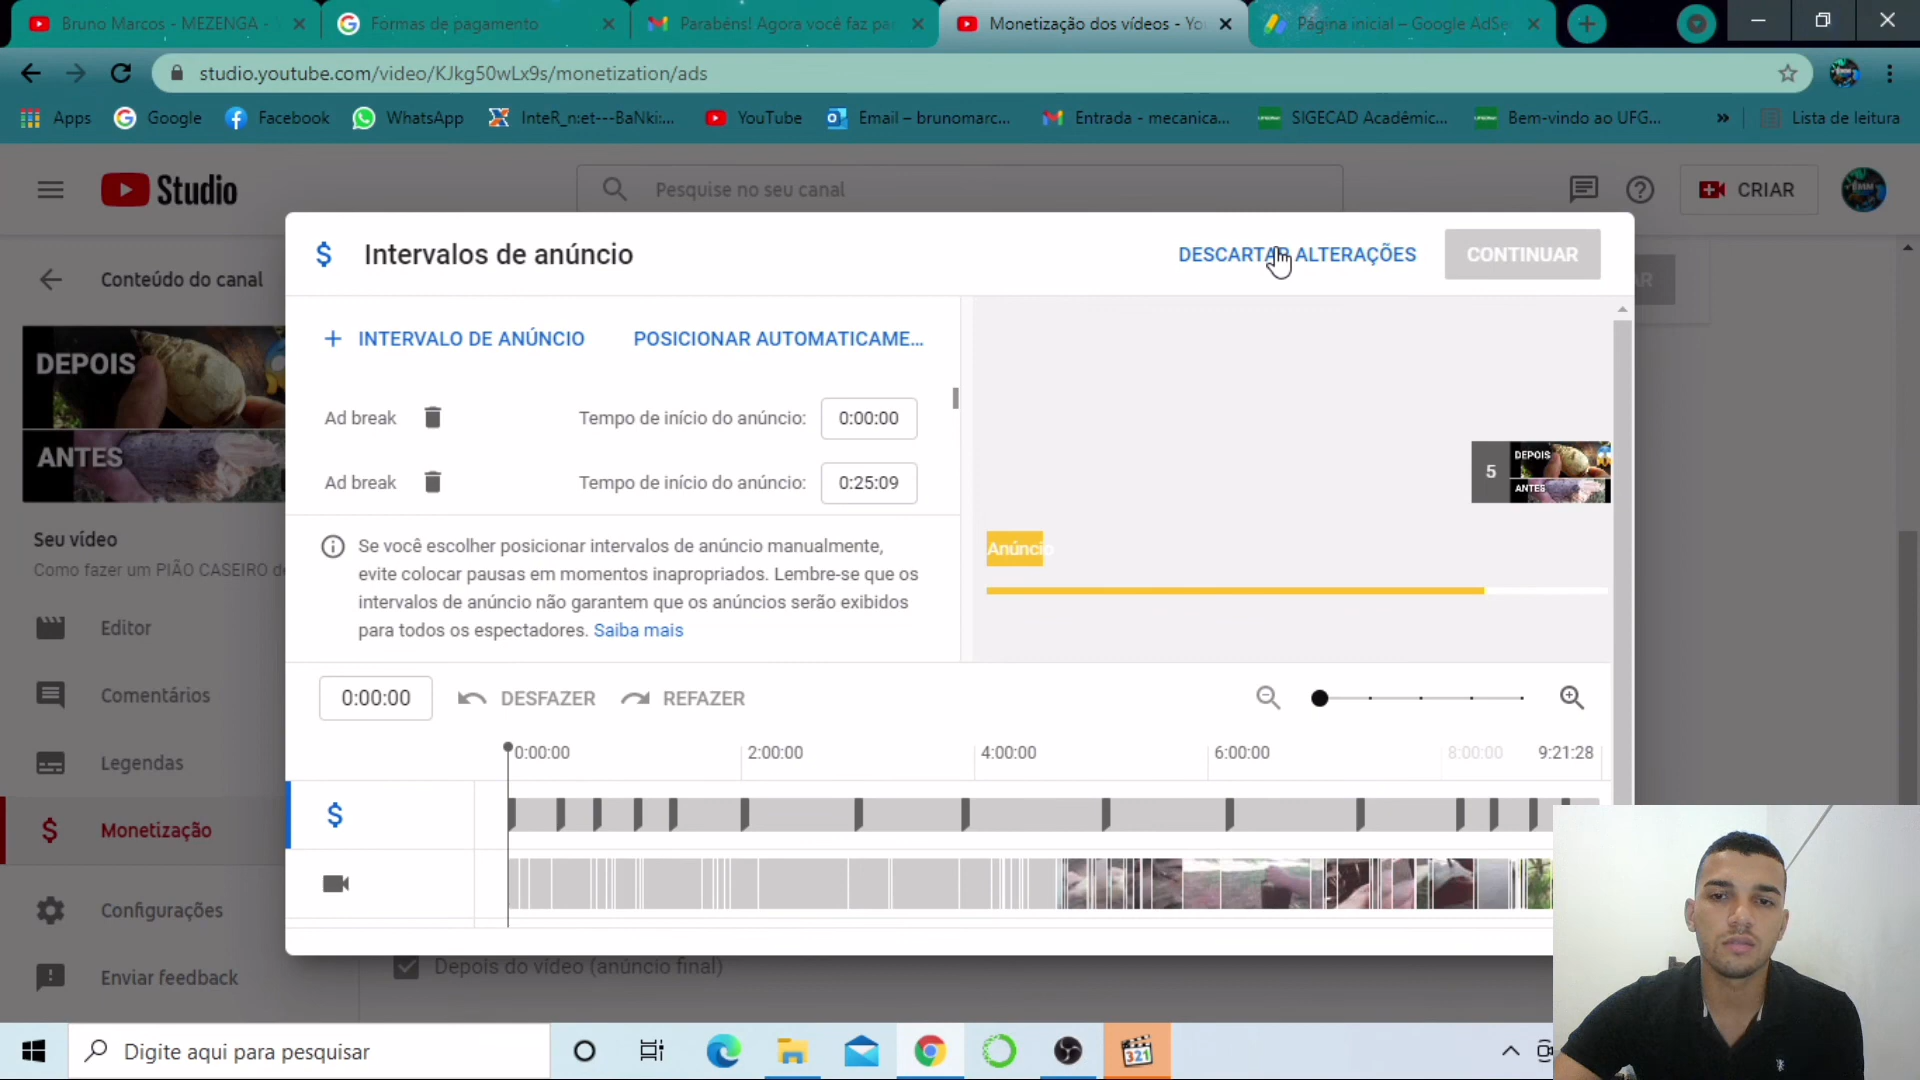 Bruno Marcos - MEZENGA -
Formas de pagamento
Parabéns! Agora você faz pa
Monetização dos vídeos - Yo
Página inicial – Google AdSe
studio.youtube.com/video/KJkg50wLx9s/monetization/ads
Apps
Google
Facebook
WhatsApp
InteR_n:et---BaNki:...
YouTube
Email – brunomarc...
Entrada - mecanica...
SIGECAD Acadêmic...
Bem-vindo ao UFG...
»
Lista de leitura
Studio
Pesquise no seu canal
CRIAR
Intervalos de anúncio
DESCARTAR ALTERAÇÕES
CONTINUAR
Conteúdo do canal
DEPOIS
ANTES
Seu vídeo
Como fazer um PIÃO CASEIRO de
Editor
Comentários
Legendas
Monetização
Configurações
Enviar feedback
+ INTERVALO DE ANÚNCIO
POSICIONAR AUTOMATICAME...
Ad break
Tempo de início do anúncio:
0:00:00
Ad break
Tempo de início do anúncio:
0:25:09
Se você escolher posicionar intervalos de anúncio manualmente,
evite colocar pausas em momentos inapropriados. Lembre-se que os
intervalos de anúncio não garantem que os anúncios serão exibidos
para todos os espectadores. Saiba mais
5
DEPOIS
ANTES
Anúncio
0:00:00
DESFAZER
REFAZER
0:00:00
2:00:00
4:00:00
6:00:00
8:00:00
9:21:28
Depois do vídeo (anúncio final)
Digite aqui para pesquisar
321